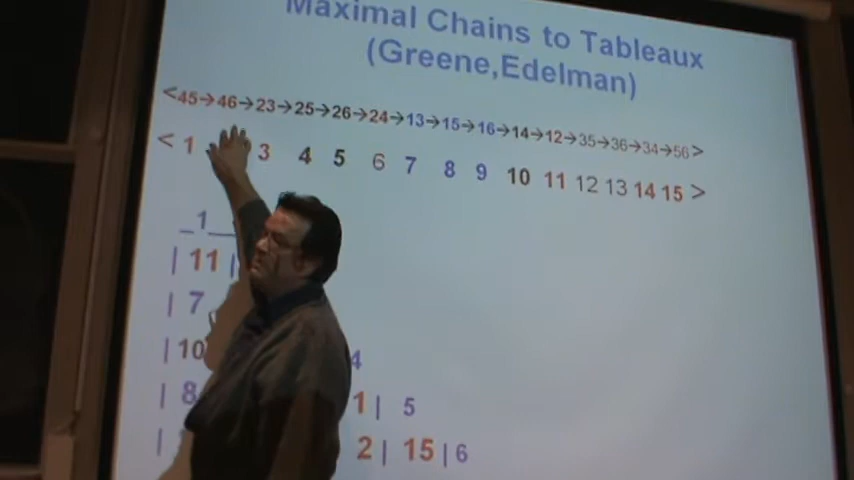 Maximal Chains to Tableaux
(Greene,Edelman)
<45→46→23→25→26→24→13→15→16→14→12→35→36→34→56>
< 1 3 4 5 6 7 8 9 10 11 12 13 14 15 >
_1_
| 11 |
| 7
| 10 4
| 8 1 | 5
| 2 | 15 | 6